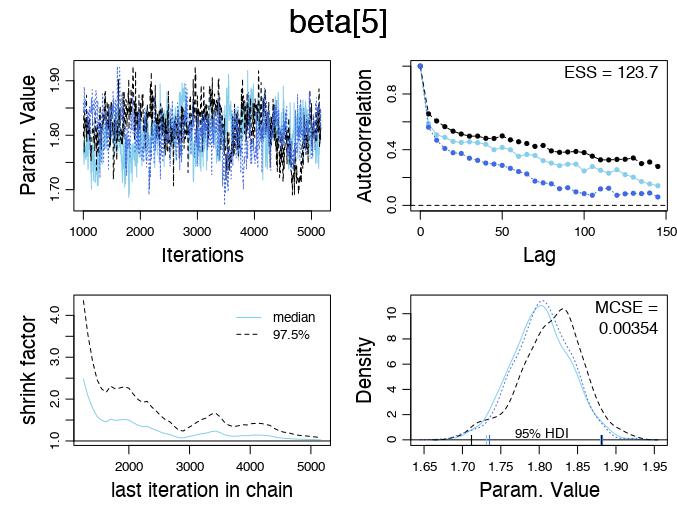 beta[5]
Param. Value
1.70 1.80 1.90
1000 2000 3000 4000 5000
Iterations
Autocorrelation
0.0 0.4 0.8
ESS = 123.7
0 50 100 150
Lag
shrink factor
1.0 2.0 3.0 4.0
median
97.5%
2000 3000 4000 5000
last iteration in chain
Density
0 2 4 6 8 10
MCSE =
0.00354
95% HDI
1.65 1.70 1.75 1.80 1.85 1.90 1.95
Param. Value